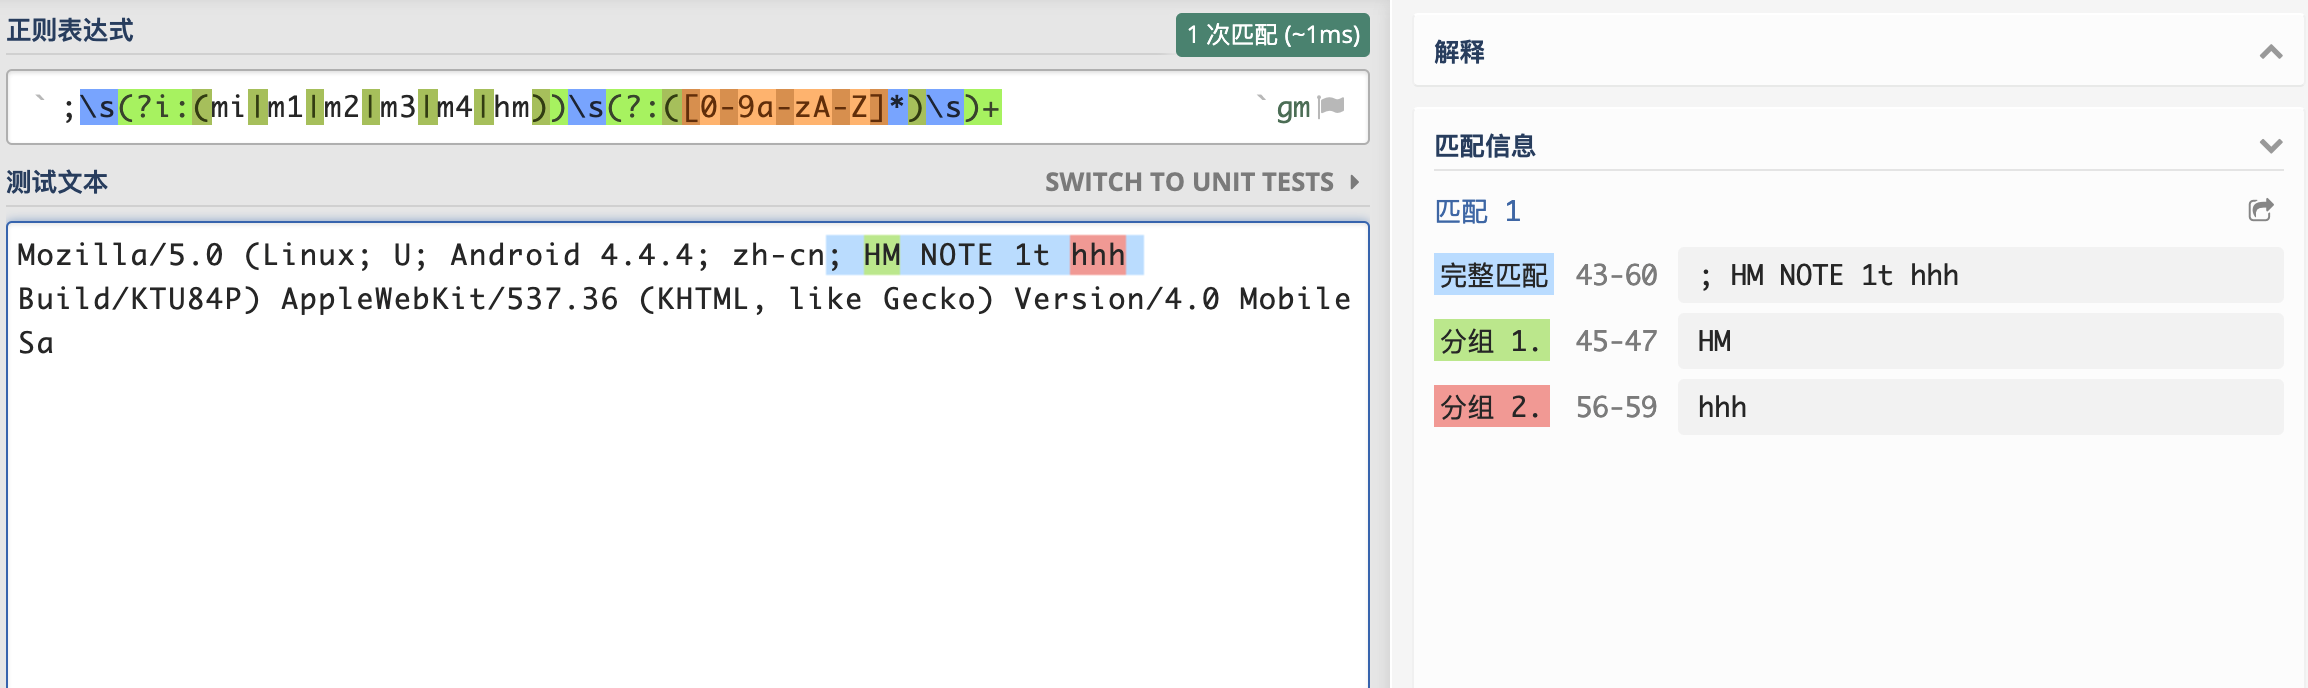 正则表达式
1 次匹配 (~1ms)
` ;\s(?i:(mi|m1|m2|m3|m4|hm))\s(?:([0-9a-zA-Z]*)\s)+ ` gm
测试文本
SWITCH TO UNIT TESTS
Mozilla/5.0 (Linux; U; Android 4.4.4; zh-cn; HM NOTE 1t hhh
Build/KTU84P) AppleWebKit/537.36 (KHTML, like Gecko) Version/4.0 Mobile
Sa
解释
匹配信息
匹配 1
完整匹配 43-60 ; HM NOTE 1t hhh
分组 1. 45-47 HM
分组 2. 56-59 hhh